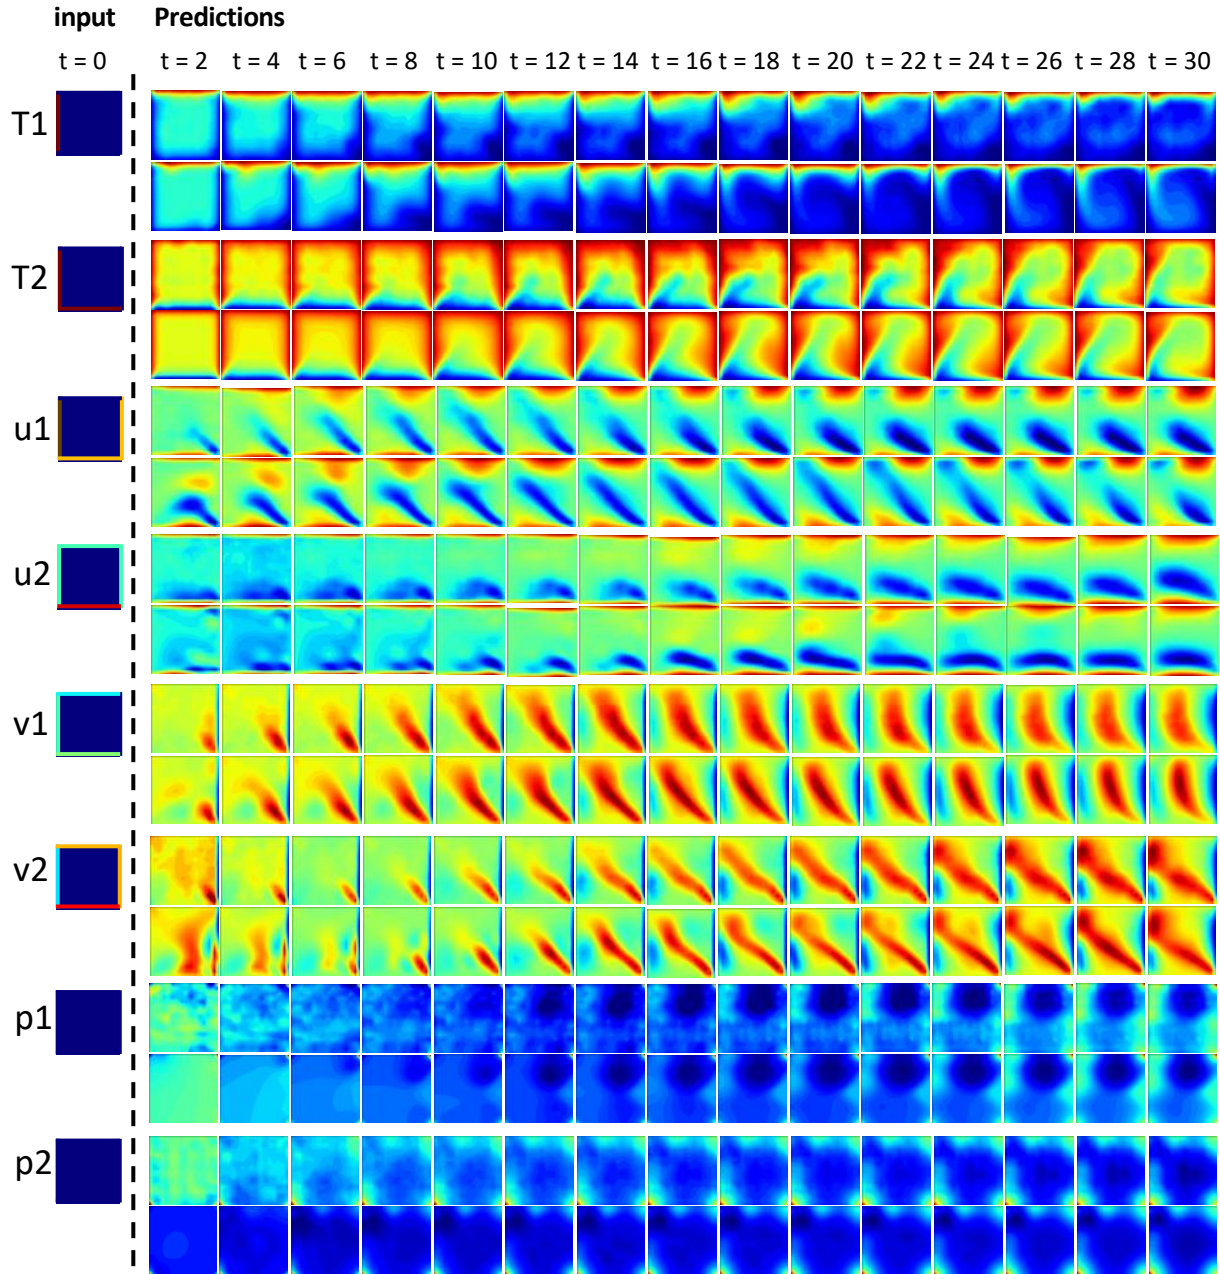 input Predictions
t = 0 t = 2 t = 4 t = 6 t = 8 t = 10 t = 12 t = 14 t = 16 t = 18 t = 20 t = 22 t = 24 t = 26 t = 28 t = 30
T1
T2
u1
u2
v1
v2
p1
p2